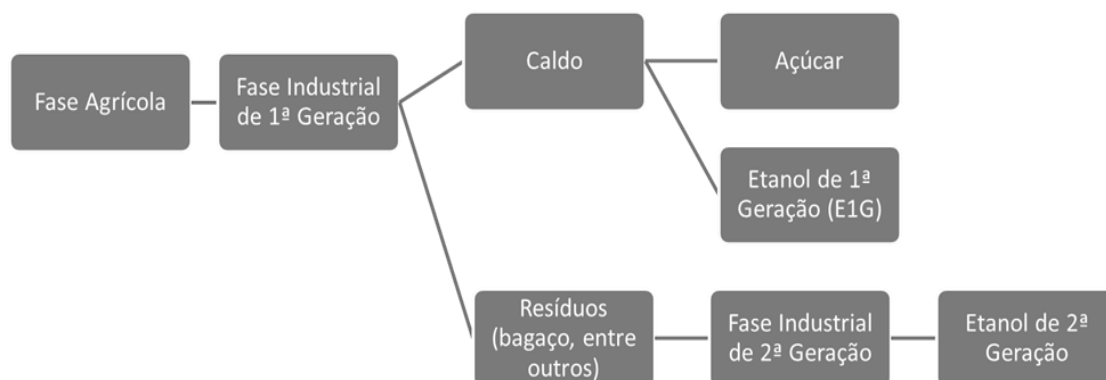 Fase Agrícola
Fase Industrial
de 1ª Geração
Caldo
Açúcar
Etanol de 1ª
Geração (E1G)
Resíduos
(bagaço, entre
outros)
Fase Industrial
de 2ª Geração
Etanol de 2ª
Geração